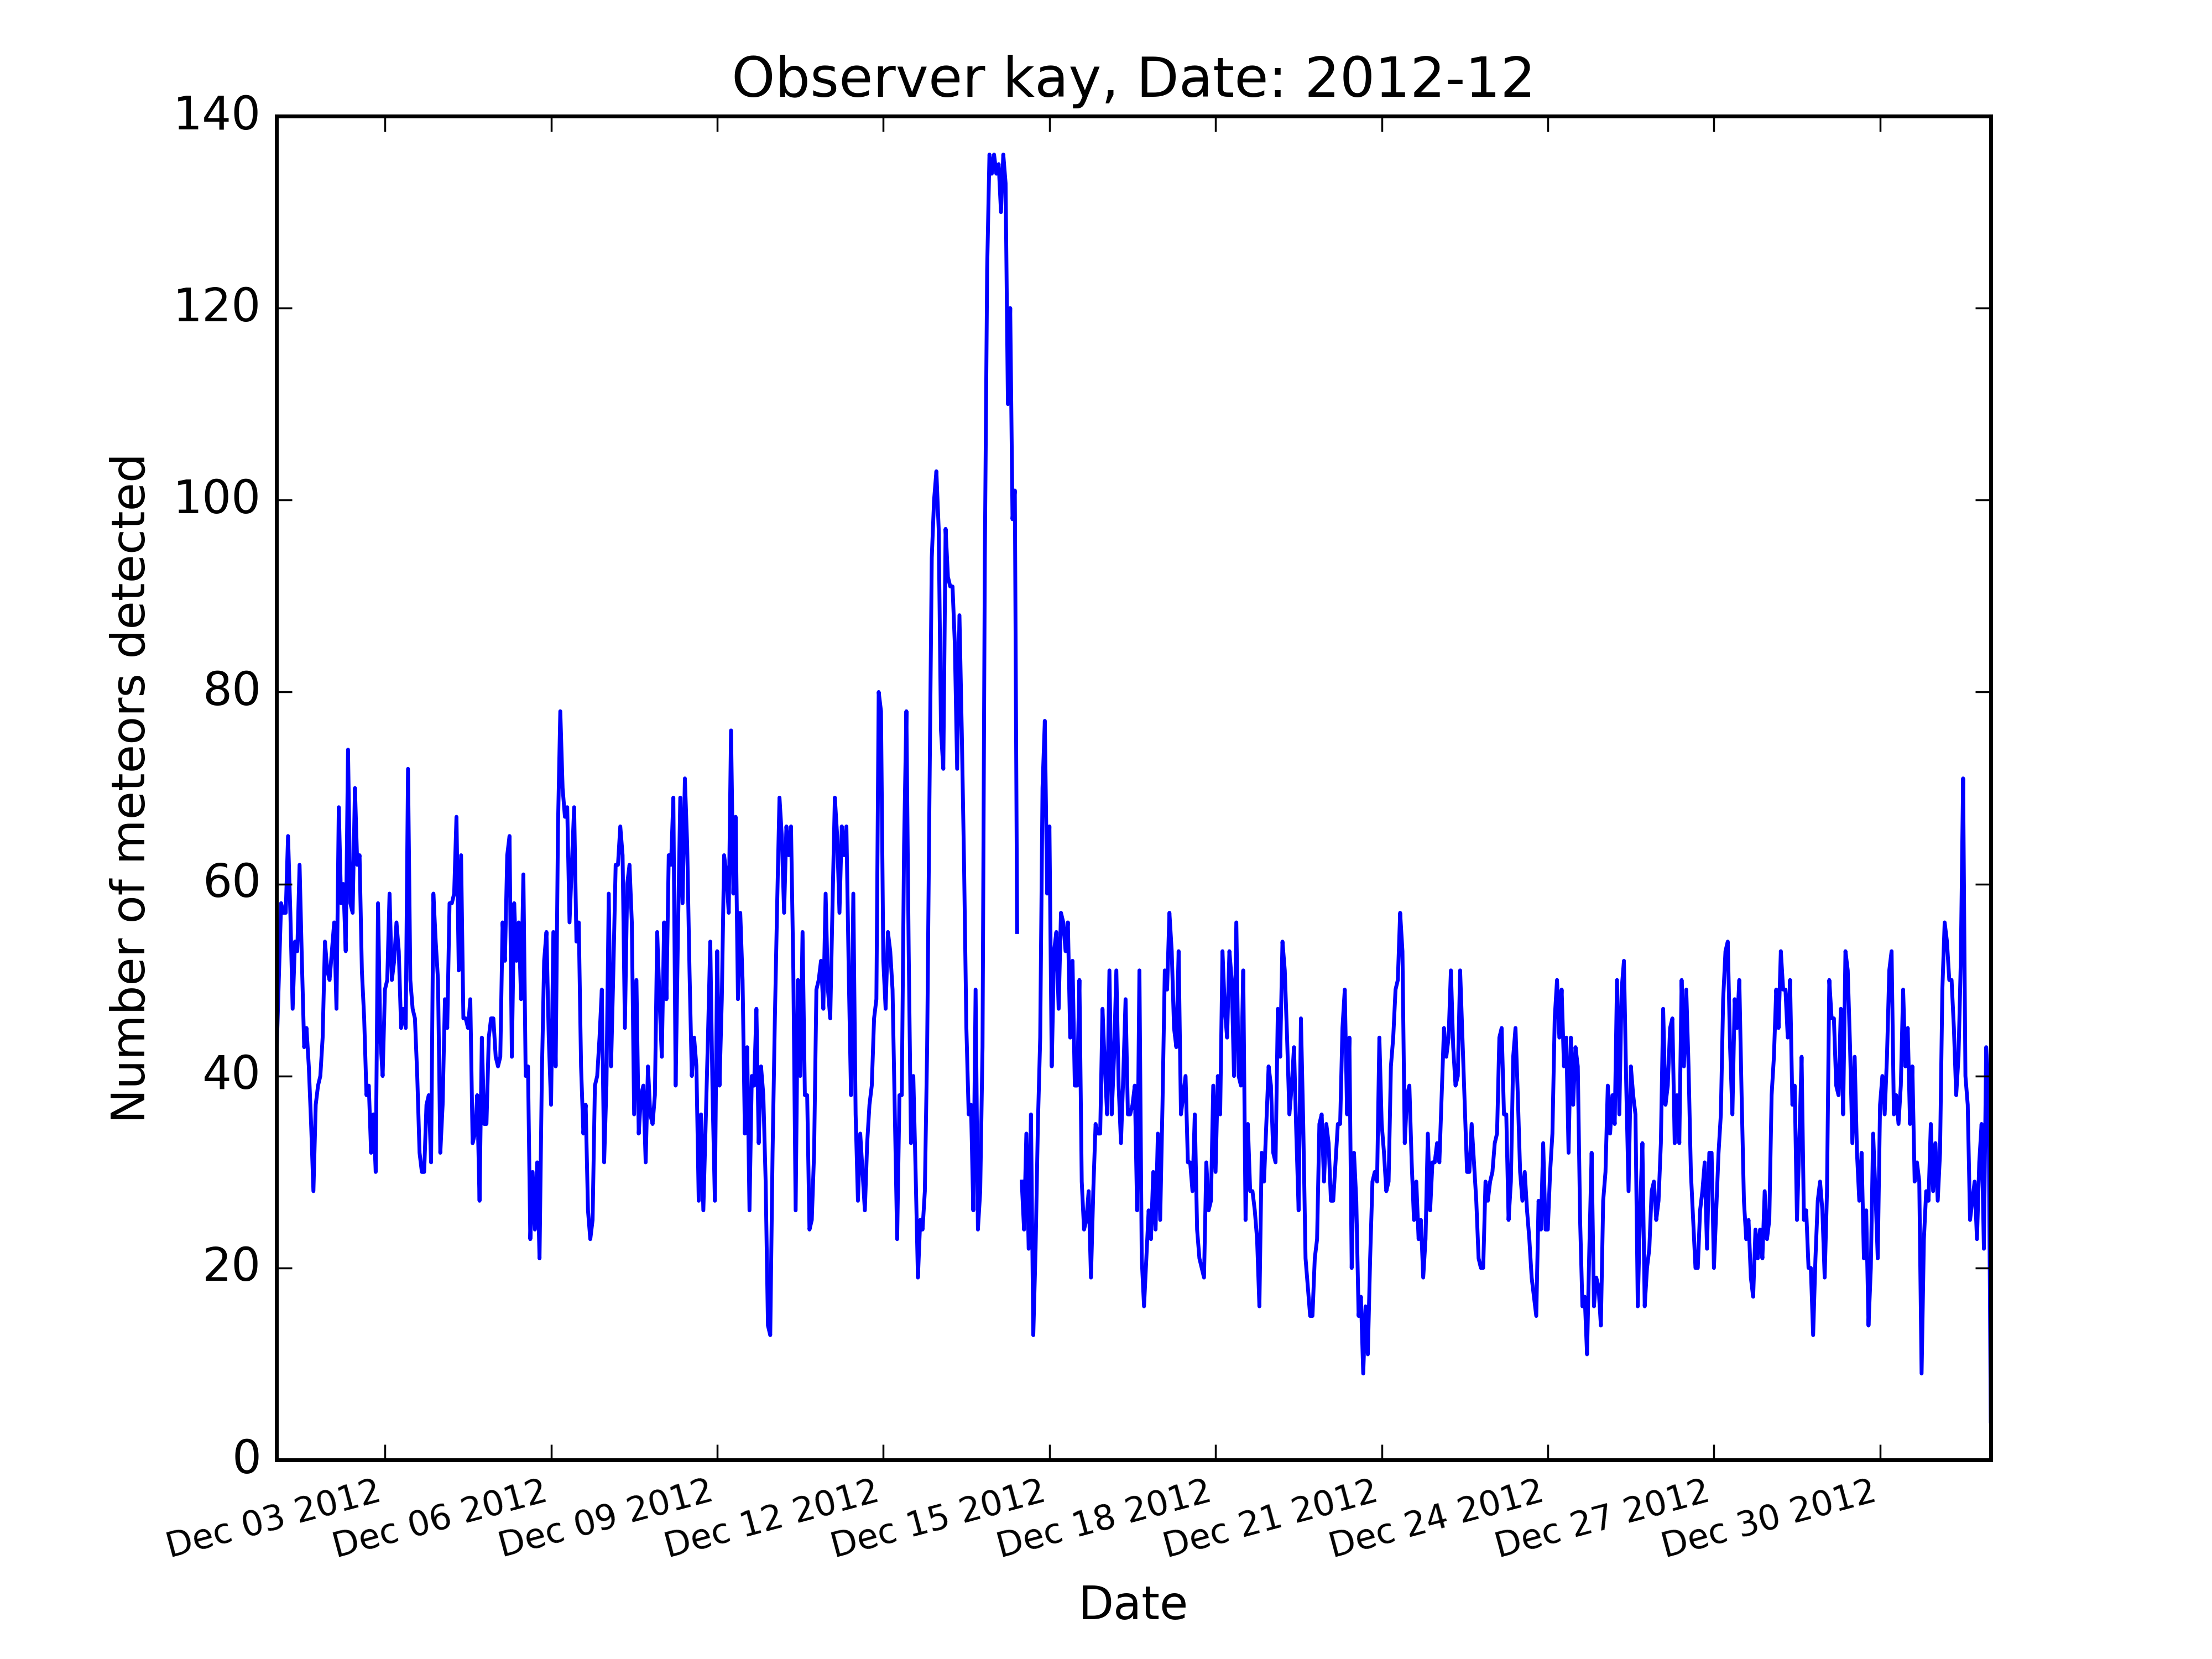 Observer kay, Date: 2012-12
Number of meteors detected
140
120
100
80
60
40
20
0
Dec 03 2012
Dec 06 2012
Dec 09 2012
Dec 12 2012
Dec 15 2012
Dec 18 2012
Dec 21 2012
Dec 24 2012
Dec 27 2012
Dec 30 2012
Date